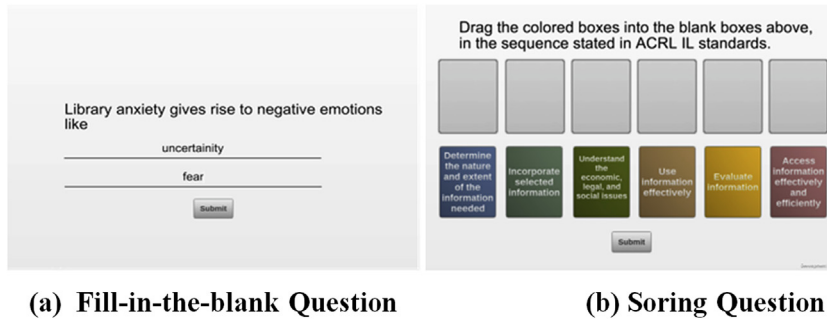 Library anxiety gives rise to negative emotions
like
uncertainity
fear
Submit
(a) Fill-in-the-blank Question
Drag the colored boxes into the blank boxes above,
in the sequence stated in ACRL IL standards.
Determine
the nature
and extent
of the
information
needed
Incorporate
selected
information
Understand
the
economic,
legal, and
social issues
Use
information
effectively
Evaluate
information
Access
information
effectively
and
efficiently
Submit
(b) Soring Question